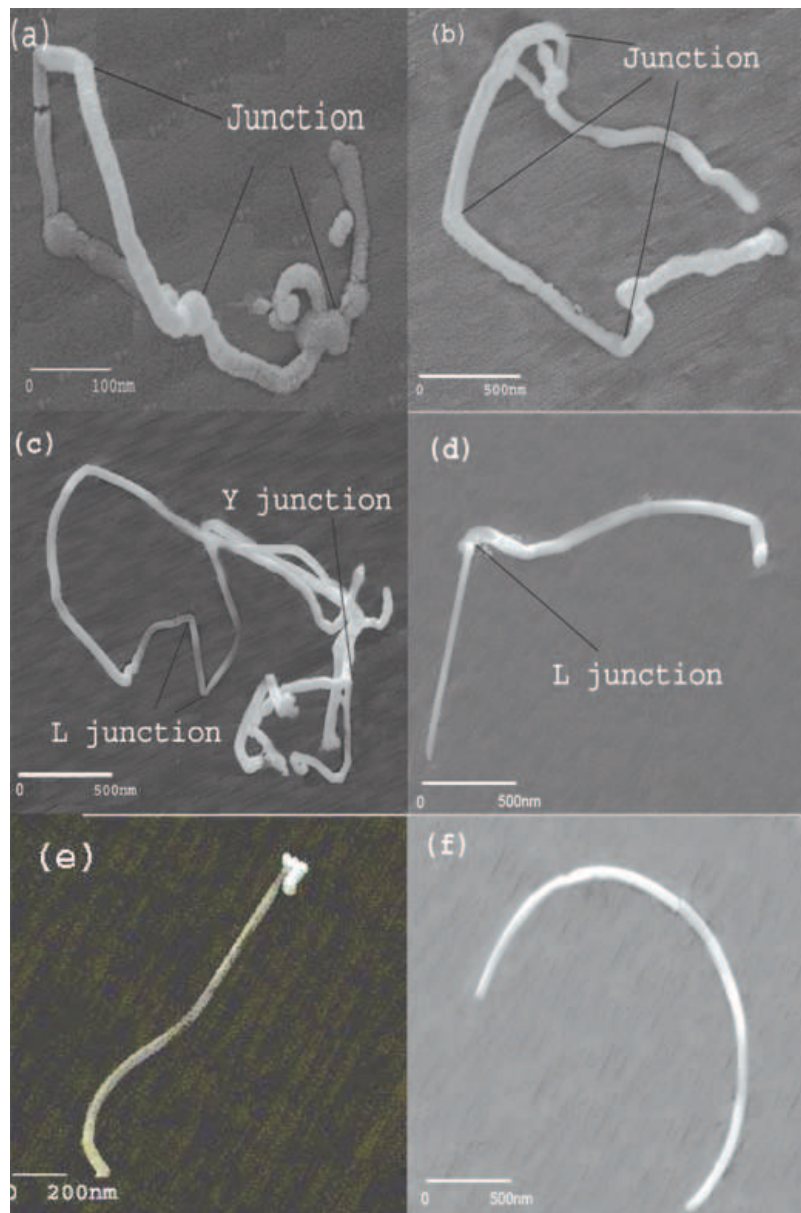 (a)
Junction
0 100nm
(b)
Junction
0 500nm
(c)
Y junction
L junction
0 500nm
(d)
L junction
0 500nm
(e)
0 200nm
(f)
0 500nm